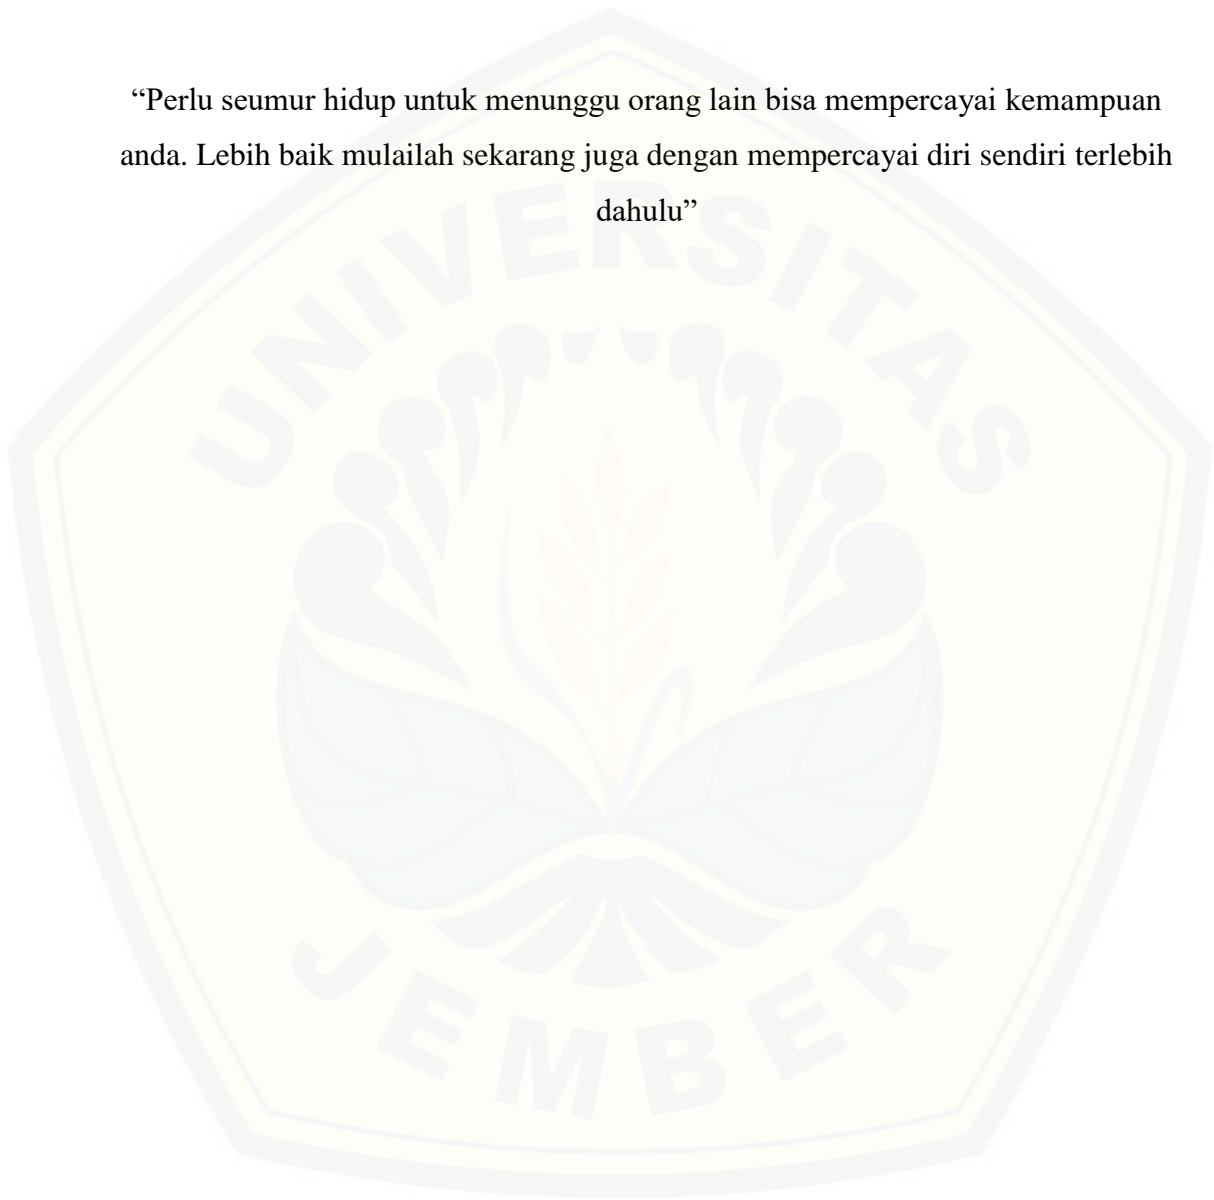 “Perlu seumur hidup untuk menunggu orang lain bisa mempercayai kemampuan
anda. Lebih baik mulailah sekarang juga dengan mempercayai diri sendiri terlebih
dahulu”
UNIVERSITAS
JEMBER